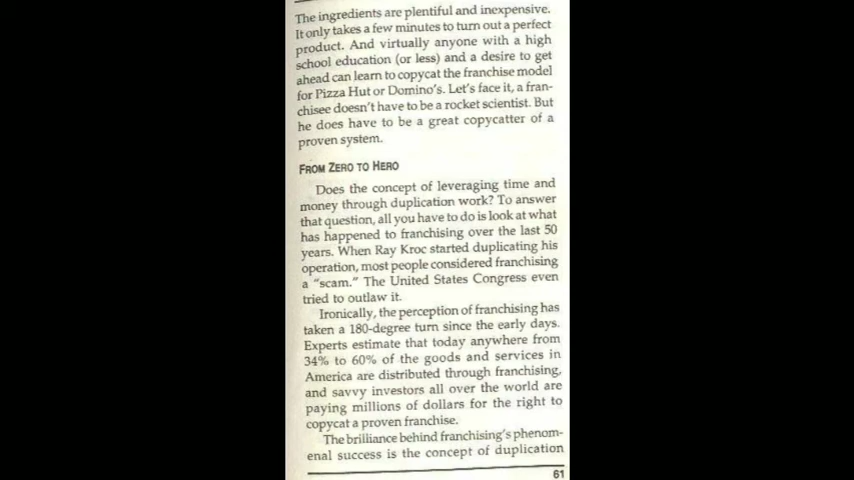 The ingredients are plentiful and inexpensive.
It only takes a few minutes to turn out a perfect
product. And virtually anyone with a high
school education (or less) and a desire to get
ahead can learn to copycat the franchise model
for Pizza Hut or Domino's. Let's face it, a fran-
chisee doesn't have to be a rocket scientist. But
he does have to be a great copycatter of a
proven system.
FROM ZERO TO HERO
Does the concept of leveraging time and
money through duplication work? To answer
that question, all you have to do is look at what
has happened to franchising over the last 50
years. When Ray Kroc started duplicating his
operation, most people considered franchising
a "scam." The United States Congress even
tried to outlaw it.
Ironically, the perception of franchising has
taken a 180-degree turn since the early days.
Experts estimate that today anywhere from
34% to 60% of the goods and services in
America are distributed through franchising,
and savvy investors all over the world are
paying millions of dollars for the right to
copycat a proven franchise.
The brilliance behind franchising's phenom-
enal success is the concept of duplication
61